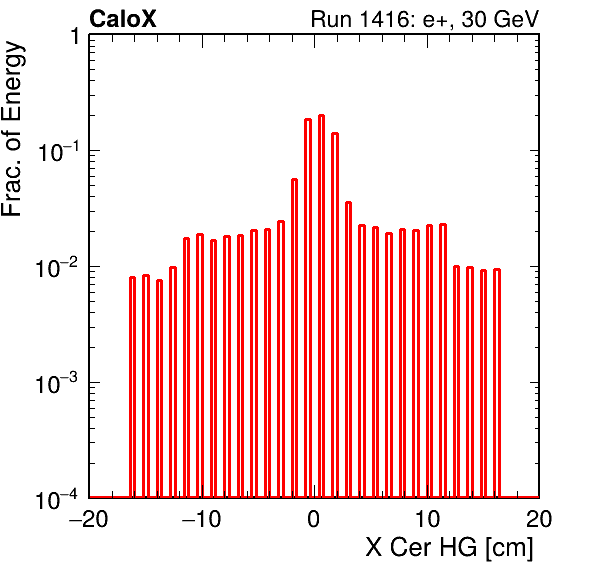 CaloX Run 1416: e+, 30 GeV
Frac. of Energy
1
10⁻¹
10⁻²
10⁻³
10⁻⁴
−20 −10 0 10 20
X Cer HG [cm]